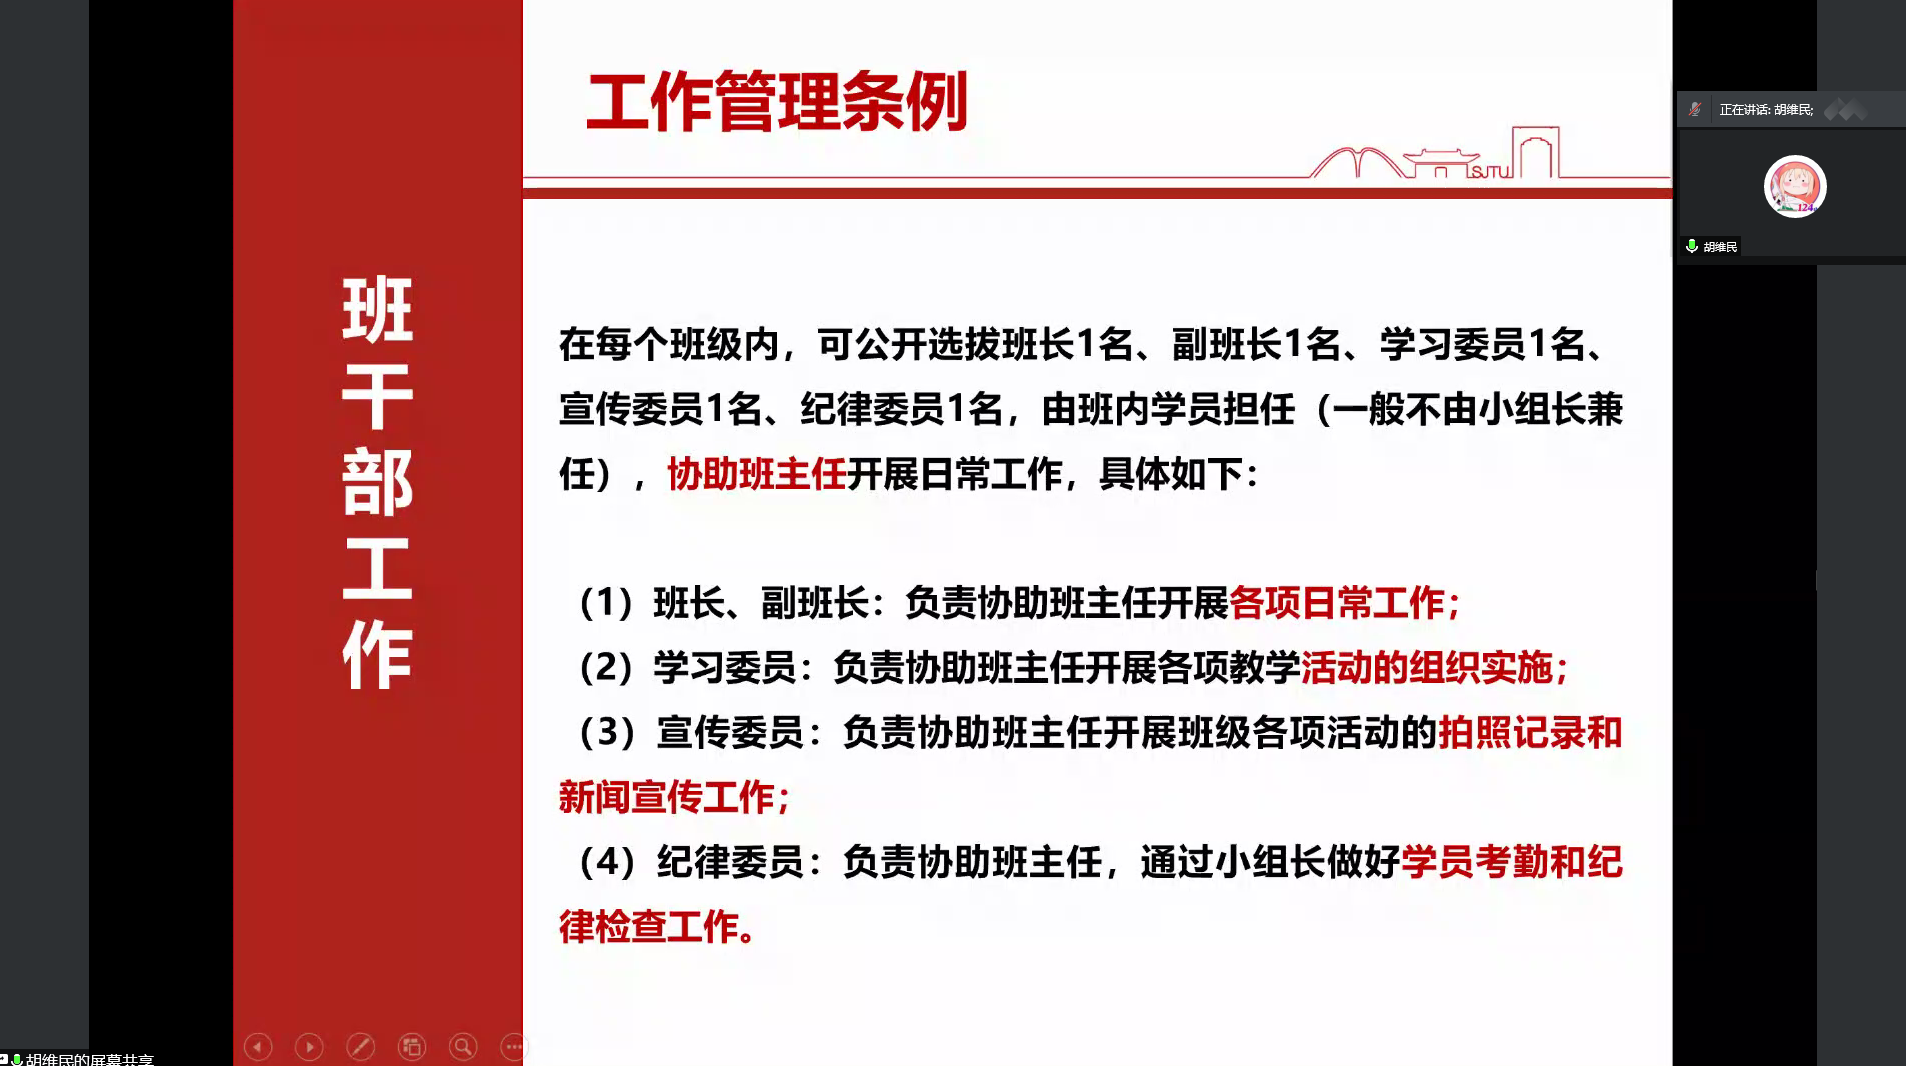 工作管理条例
SJTU
正在讲话: 胡维民;
124
胡维民
班干部工作
在每个班级内，可公开选拔班长1名、副班长1名、学习委员1名、
宣传委员1名、纪律委员1名，由班内学员担任（一般不由小组长兼
任），协助班主任开展日常工作，具体如下：
（1）班长、副班长：负责协助班主任开展各项日常工作；
（2）学习委员：负责协助班主任开展各项教学活动的组织实施；
（3）宣传委员：负责协助班主任开展班级各项活动的拍照记录和
新闻宣传工作；
（4）纪律委员：负责协助班主任，通过小组长做好学员考勤和纪
律检查工作。
胡维民的屏幕共享